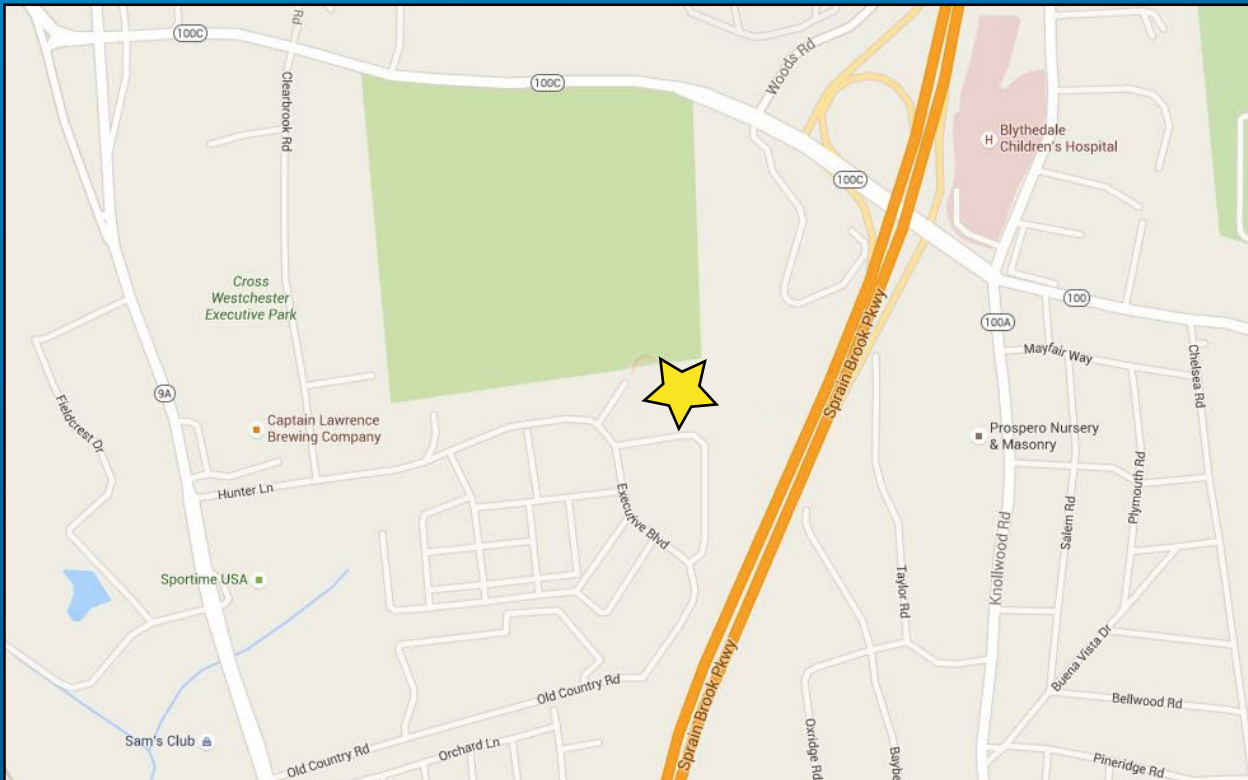 100C
Rd
Clearbrook Rd
100C
Woods Rd
100C
H
Blythedale
Children's Hospital
Cross
Westchester
Executive Park
100
100A
Mayfair Way
Chelsea Rd
Sprain Brook Pkwy
9A
Fieldcrest Dr
Captain Lawrence
Brewing Company
Prospero Nursery
& Masonry
Hunter Ln
Executive Blvd
Plymouth Rd
Salem Rd
Knollwood Rd
Sportime USA
Taylor Rd
Buena Vista Dr
Old Country Rd
Sprain Brook Pkwy
Bellwood Rd
Sam's Club
Orchard Ln
Old Country Rd
Oxridge Rd
Baybe
Pineridge Rd